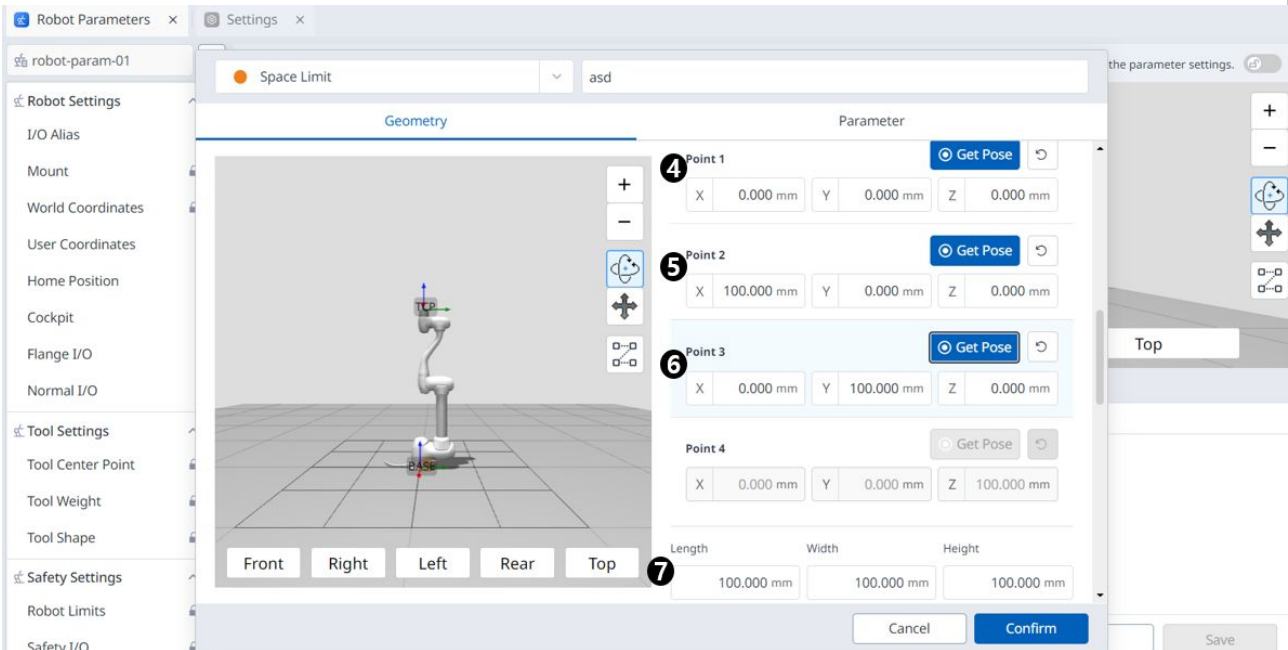 Robot Parameters × Settings ×
robot-param-01
the parameter settings.
Robot Settings
I/O Alias
Mount
World Coordinates
User Coordinates
Home Position
Cockpit
Flange I/O
Normal I/O
Tool Settings
Tool Center Point
Tool Weight
Tool Shape
Safety Settings
Robot Limits
Safety I/O
Space Limit asd
Geometry Parameter
+
−
TCP
BASE
Front Right Left Rear Top
4 Point 1 Get Pose
X 0.000 mm Y 0.000 mm Z 0.000 mm
5 Point 2 Get Pose
X 100.000 mm Y 0.000 mm Z 0.000 mm
6 Point 3 Get Pose
X 0.000 mm Y 100.000 mm Z 0.000 mm
Point 4 Get Pose
X 0.000 mm Y 0.000 mm Z 100.000 mm
Length Width Height
7 100.000 mm 100.000 mm 100.000 mm
Cancel Confirm
+
−
Top
Save